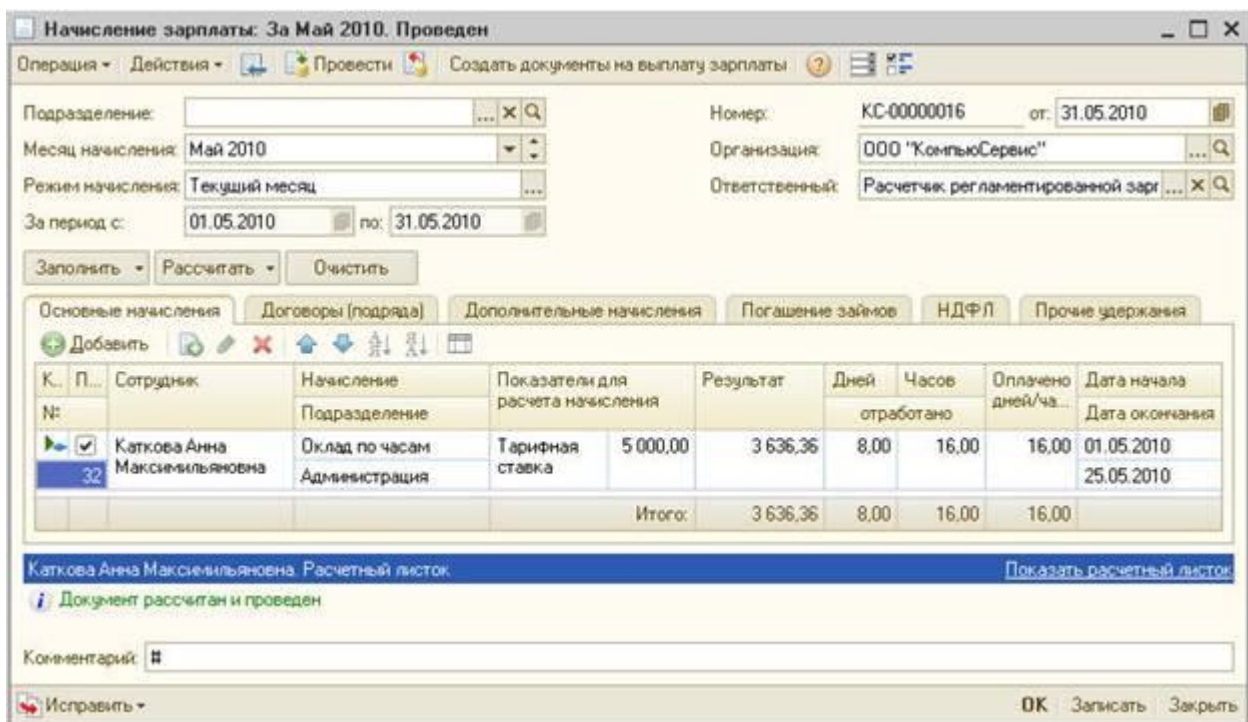 Начисление зарплаты: За Май 2010. Проведен
Операция Действия Провести Создать документы на выплату зарплаты
Подразделение: ... Номер: КС-00000016 от: 31.05.2010
Месяц начисления: Май 2010 Организация: ООО "КомпьюСервис" ...
Режим начисления: Текущий месяц ... Ответственный: Расчетчик регламентированной зарг ...
За период с: 01.05.2010 по: 31.05.2010
Заполнить Рассчитать Очистить
Основные начисления Договоры (подряда) Дополнительные начисления Погашение займов НДФЛ Прочие удержания
Добавить
К... П... Сотрудник Начисление Показатели для расчета начисления Результат Дней Часов Оплачено дней/ча... Дата начала
№ Подразделение отработано Дата окончания
Каткова Анна Оклад по часам Тарифная 5 000,00 3 636,36 8,00 16,00 16,00 01.05.2010
32 Максимильяновна Администрация ставка 25.05.2010
Итого: 3 636,36 8,00 16,00 16,00
Каткова Анна Максимильяновна. Расчетный листок Показать расчетный листок
Документ рассчитан и проведен
Комментарий: #
Исправить OK Записать Закрыть